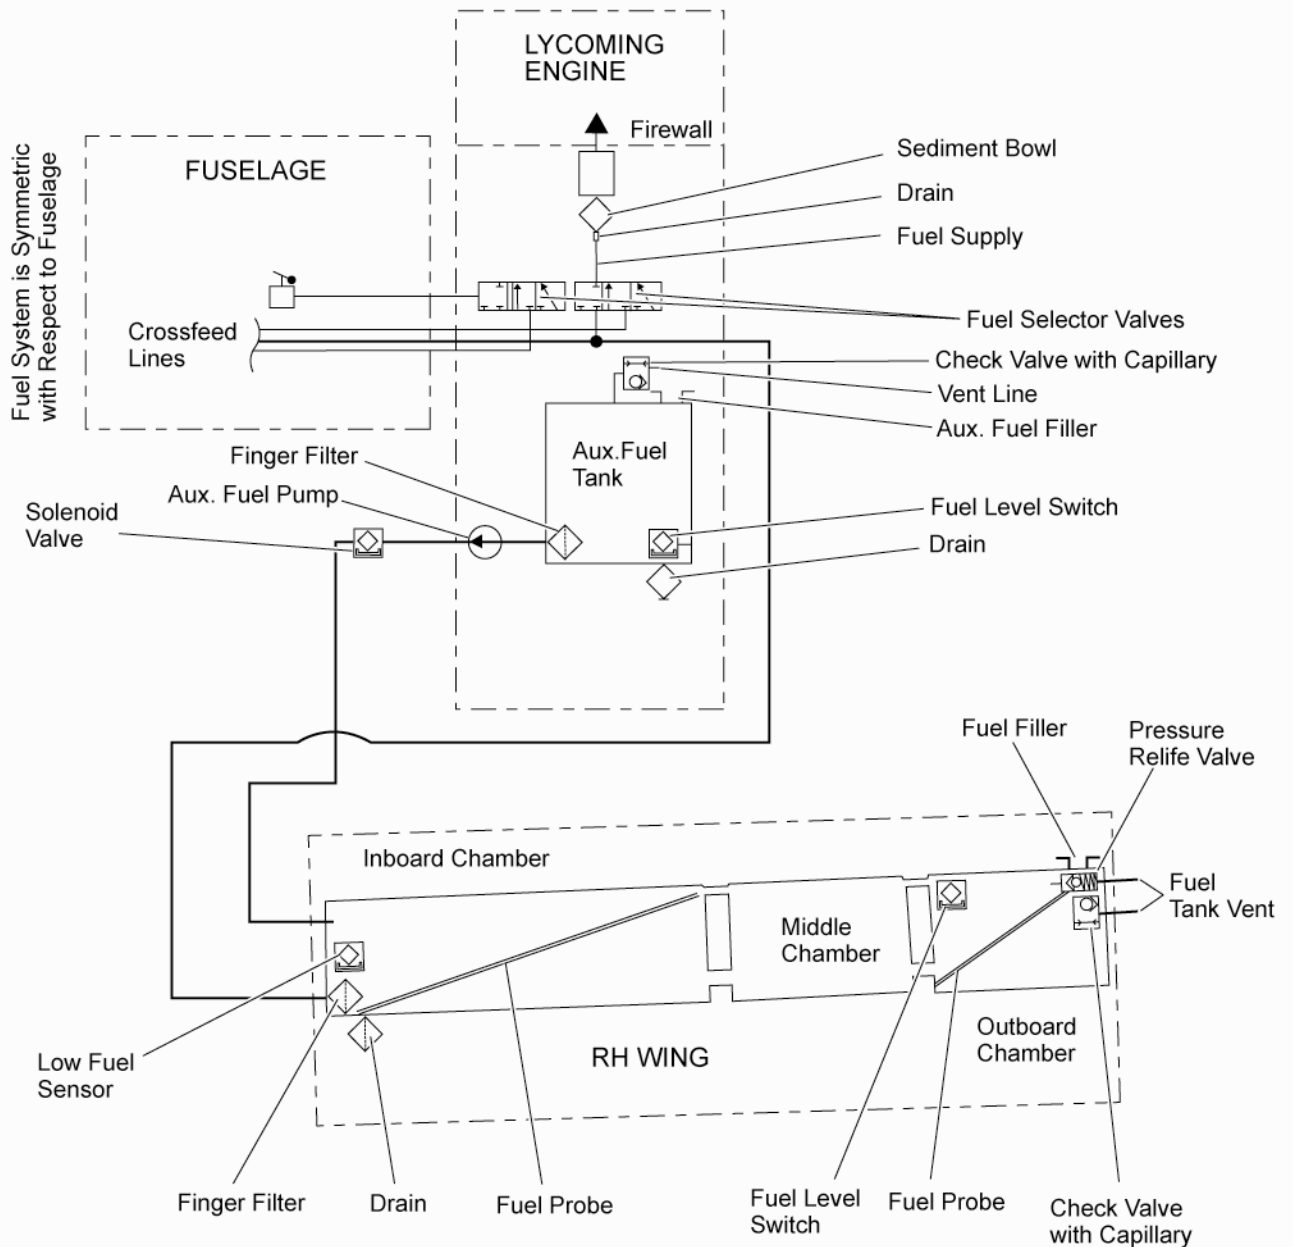 LYCOMING
ENGINE
Firewall
FUSELAGE
Fuel System is Symmetric
with Respect to Fuselage
Sediment Bowl
Drain
Fuel Supply
Crossfeed
Lines
Fuel Selector Valves
Check Valve with Capillary
Vent Line
Aux. Fuel Filler
Finger Filter
Aux. Fuel Pump
Solenoid
Valve
Aux.Fuel
Tank
Fuel Level Switch
Drain
Fuel Filler
Pressure
Relife Valve
Inboard Chamber
Middle
Chamber
Fuel
Tank Vent
Outboard
Chamber
RH WING
Low Fuel
Sensor
Finger Filter
Drain
Fuel Probe
Fuel Level
Switch
Fuel Probe
Check Valve
with Capillary